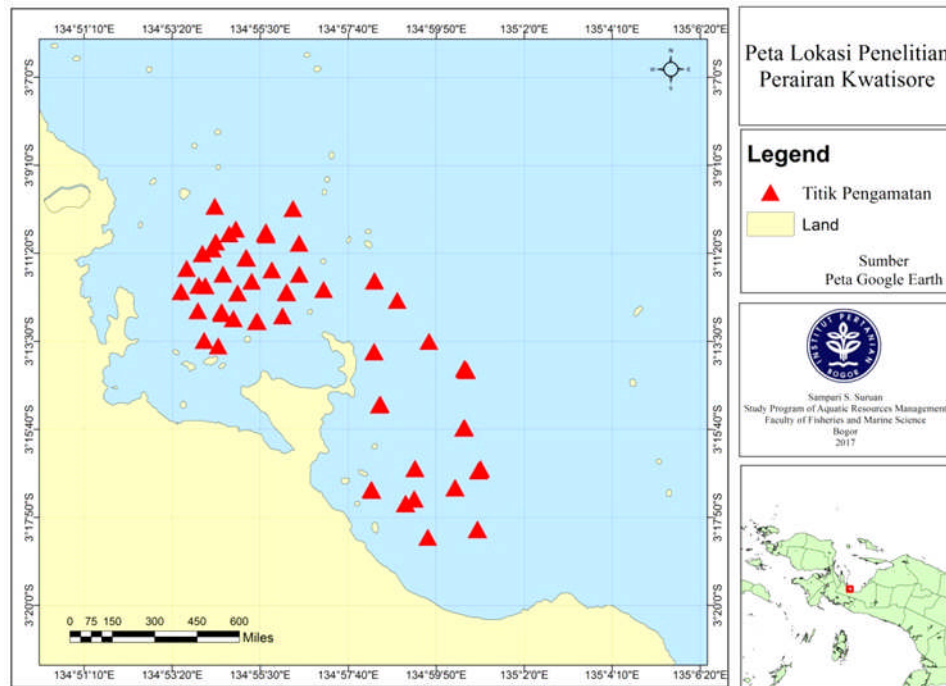 134°51'10"E 134°53'20"E 134°55'30"E 134°57'40"E 134°59'50"E 135°2'0"E 135°4'10"E 135°6'20"E
3°7'0"S 3°7'0"S
3°9'10"S 3°9'10"S
3°11'20"S 3°11'20"S
3°13'30"S 3°13'30"S
3°15'40"S 3°15'40"S
3°17'50"S 3°17'50"S
3°20'0"S 3°20'0"S
N
W E
S
0 75 150 300 450 600
Miles
134°51'10"E 134°53'20"E 134°55'30"E 134°57'40"E 134°59'50"E 135°2'0"E 135°4'10"E 135°6'20"E
Peta Lokasi Penelitian
Perairan Kwatisore
Legend
Titik Pengamatan
Land
Sumber
Peta Google Earth
INSTITUT PERTANIAN
BOGOR
Sampari S. Suruan
Study Program of Aquatic Resources Management
Faculty of Fisheries and Marine Science
Bogor
2017